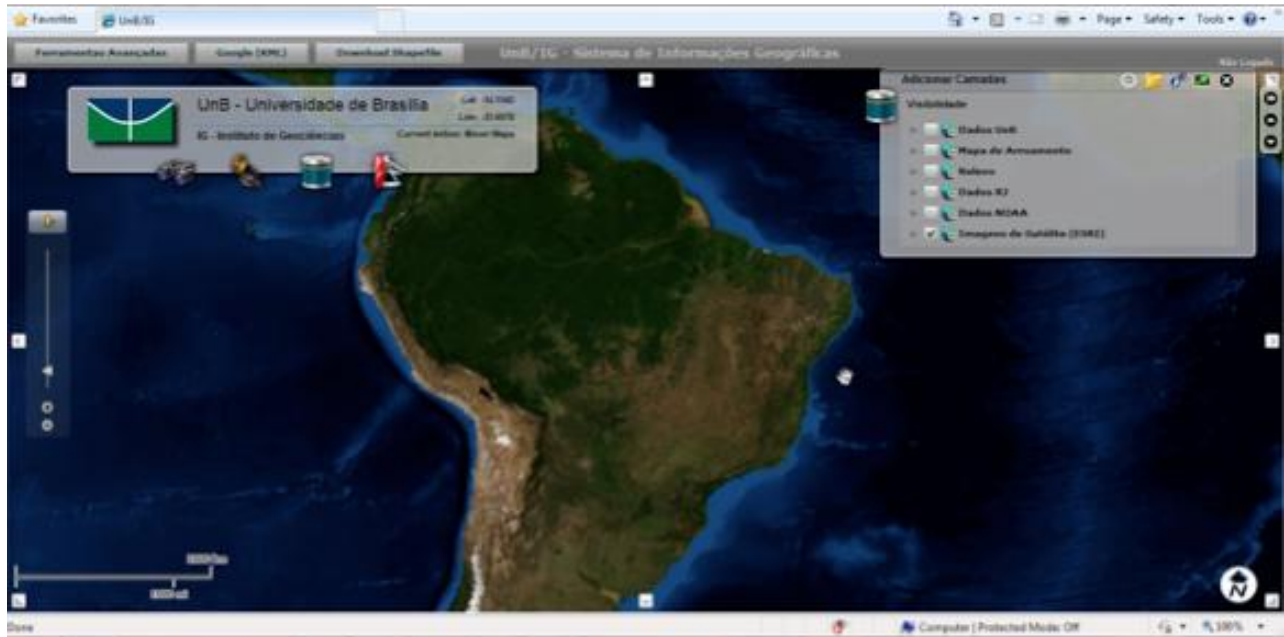 Favorites UnB/IG Page Safety Tools
Ferramentas Avançadas Google (KML) Download Shapefile UnB/IG - Sistema de Informações Geográficas
Não Logado
Adicionar Camadas
UnB - Universidade de Brasília
IG - Instituto de Geociências
Visibilidade
Dados UnB
Mapa de Arruamento
Relevo
Dados RJ
Dados NOAA
Imagens de Satélite (ESRI)
N
Done Computer | Protected Mode: Off 100%